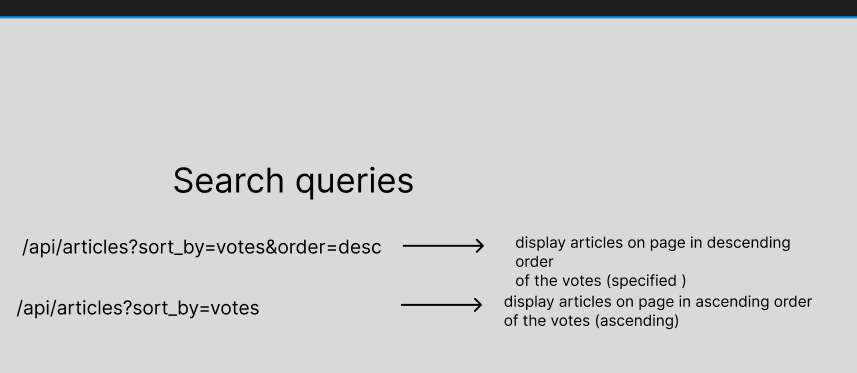 Search queries
/api/articles?sort_by=votes&order=desc
display articles on page in descending
order
of the votes (specified )
/api/articles?sort_by=votes
display articles on page in ascending order
of the votes (ascending)